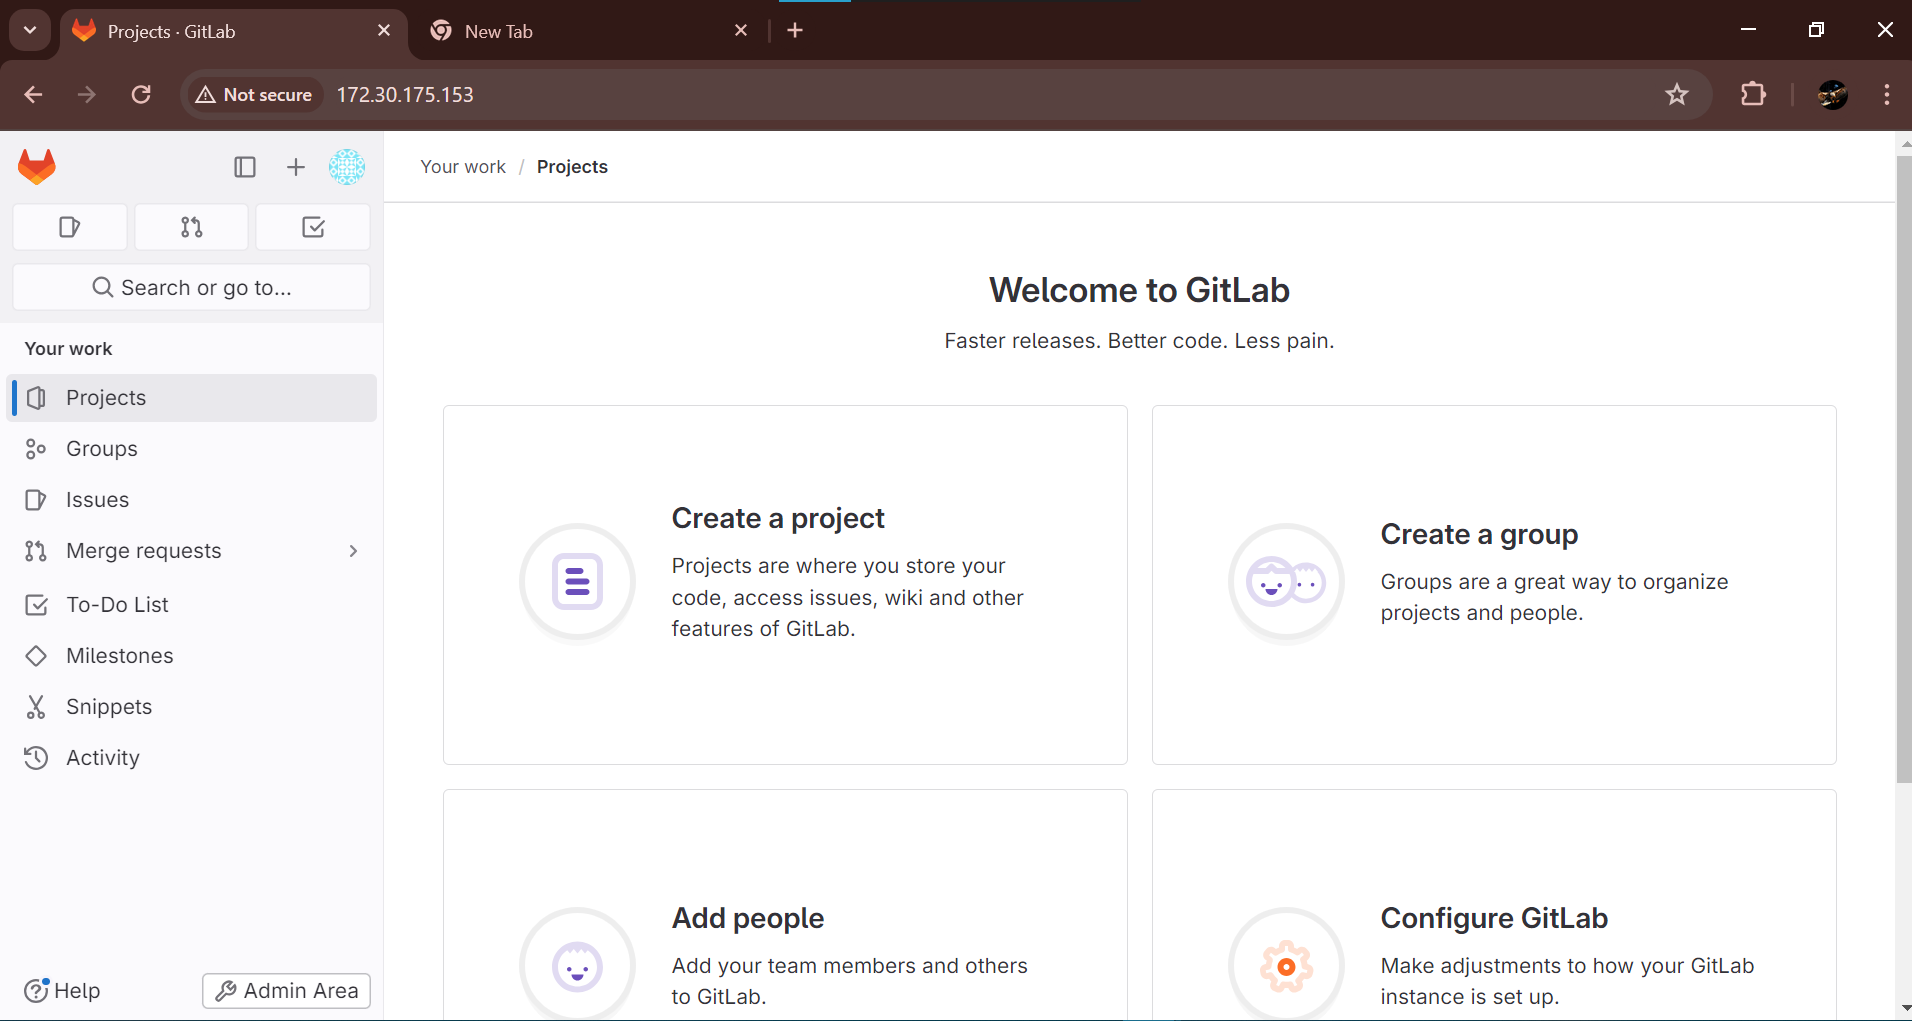 Projects · GitLab
New Tab
Not secure
172.30.175.153
Your work / Projects
Search or go to...
Your work
Projects
Groups
Issues
Merge requests
To-Do List
Milestones
Snippets
Activity
Help
Admin Area
Welcome to GitLab
Faster releases. Better code. Less pain.
Create a project
Projects are where you store your
code, access issues, wiki and other
features of GitLab.
Create a group
Groups are a great way to organize
projects and people.
Add people
Add your team members and others
to GitLab.
Configure GitLab
Make adjustments to how your GitLab
instance is set up.